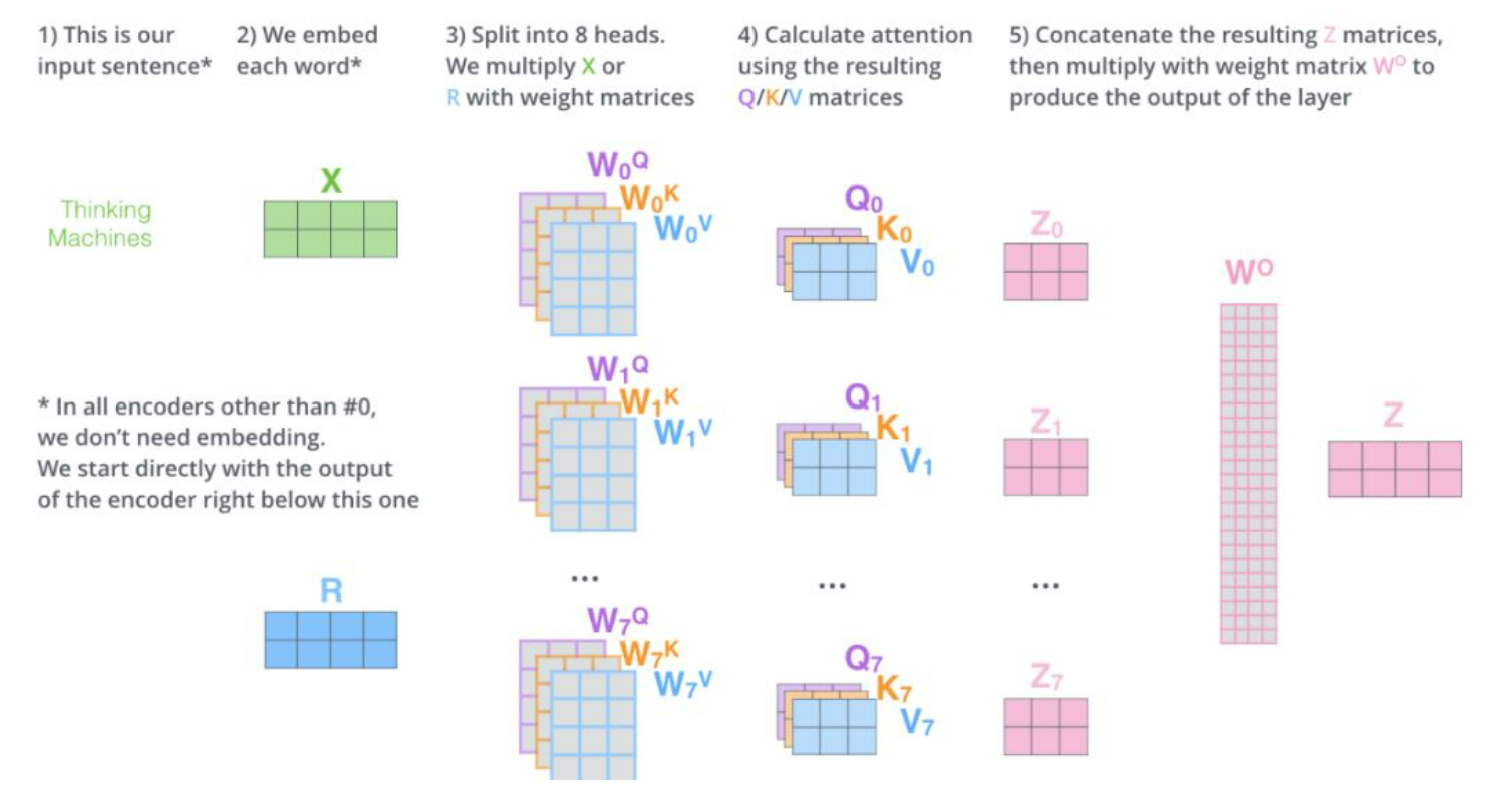 1) This is our
input sentence*
2) We embed
each word*
3) Split into 8 heads.
We multiply X or
R with weight matrices
4) Calculate attention
using the resulting
Q/K/V matrices
5) Concatenate the resulting Z matrices,
then multiply with weight matrix Wᴼ to
produce the output of the layer
Thinking
Machines
X
W₀Q
W₀K
W₀V
Q₀
K₀
V₀
Z₀
Wᴼ
* In all encoders other than #0,
we don’t need embedding.
We start directly with the output
of the encoder right below this one
W₁Q
W₁K
W₁V
Q₁
K₁
V₁
Z₁
Z
...
...
...
R
W₇Q
W₇K
W₇V
Q₇
K₇
V₇
Z₇